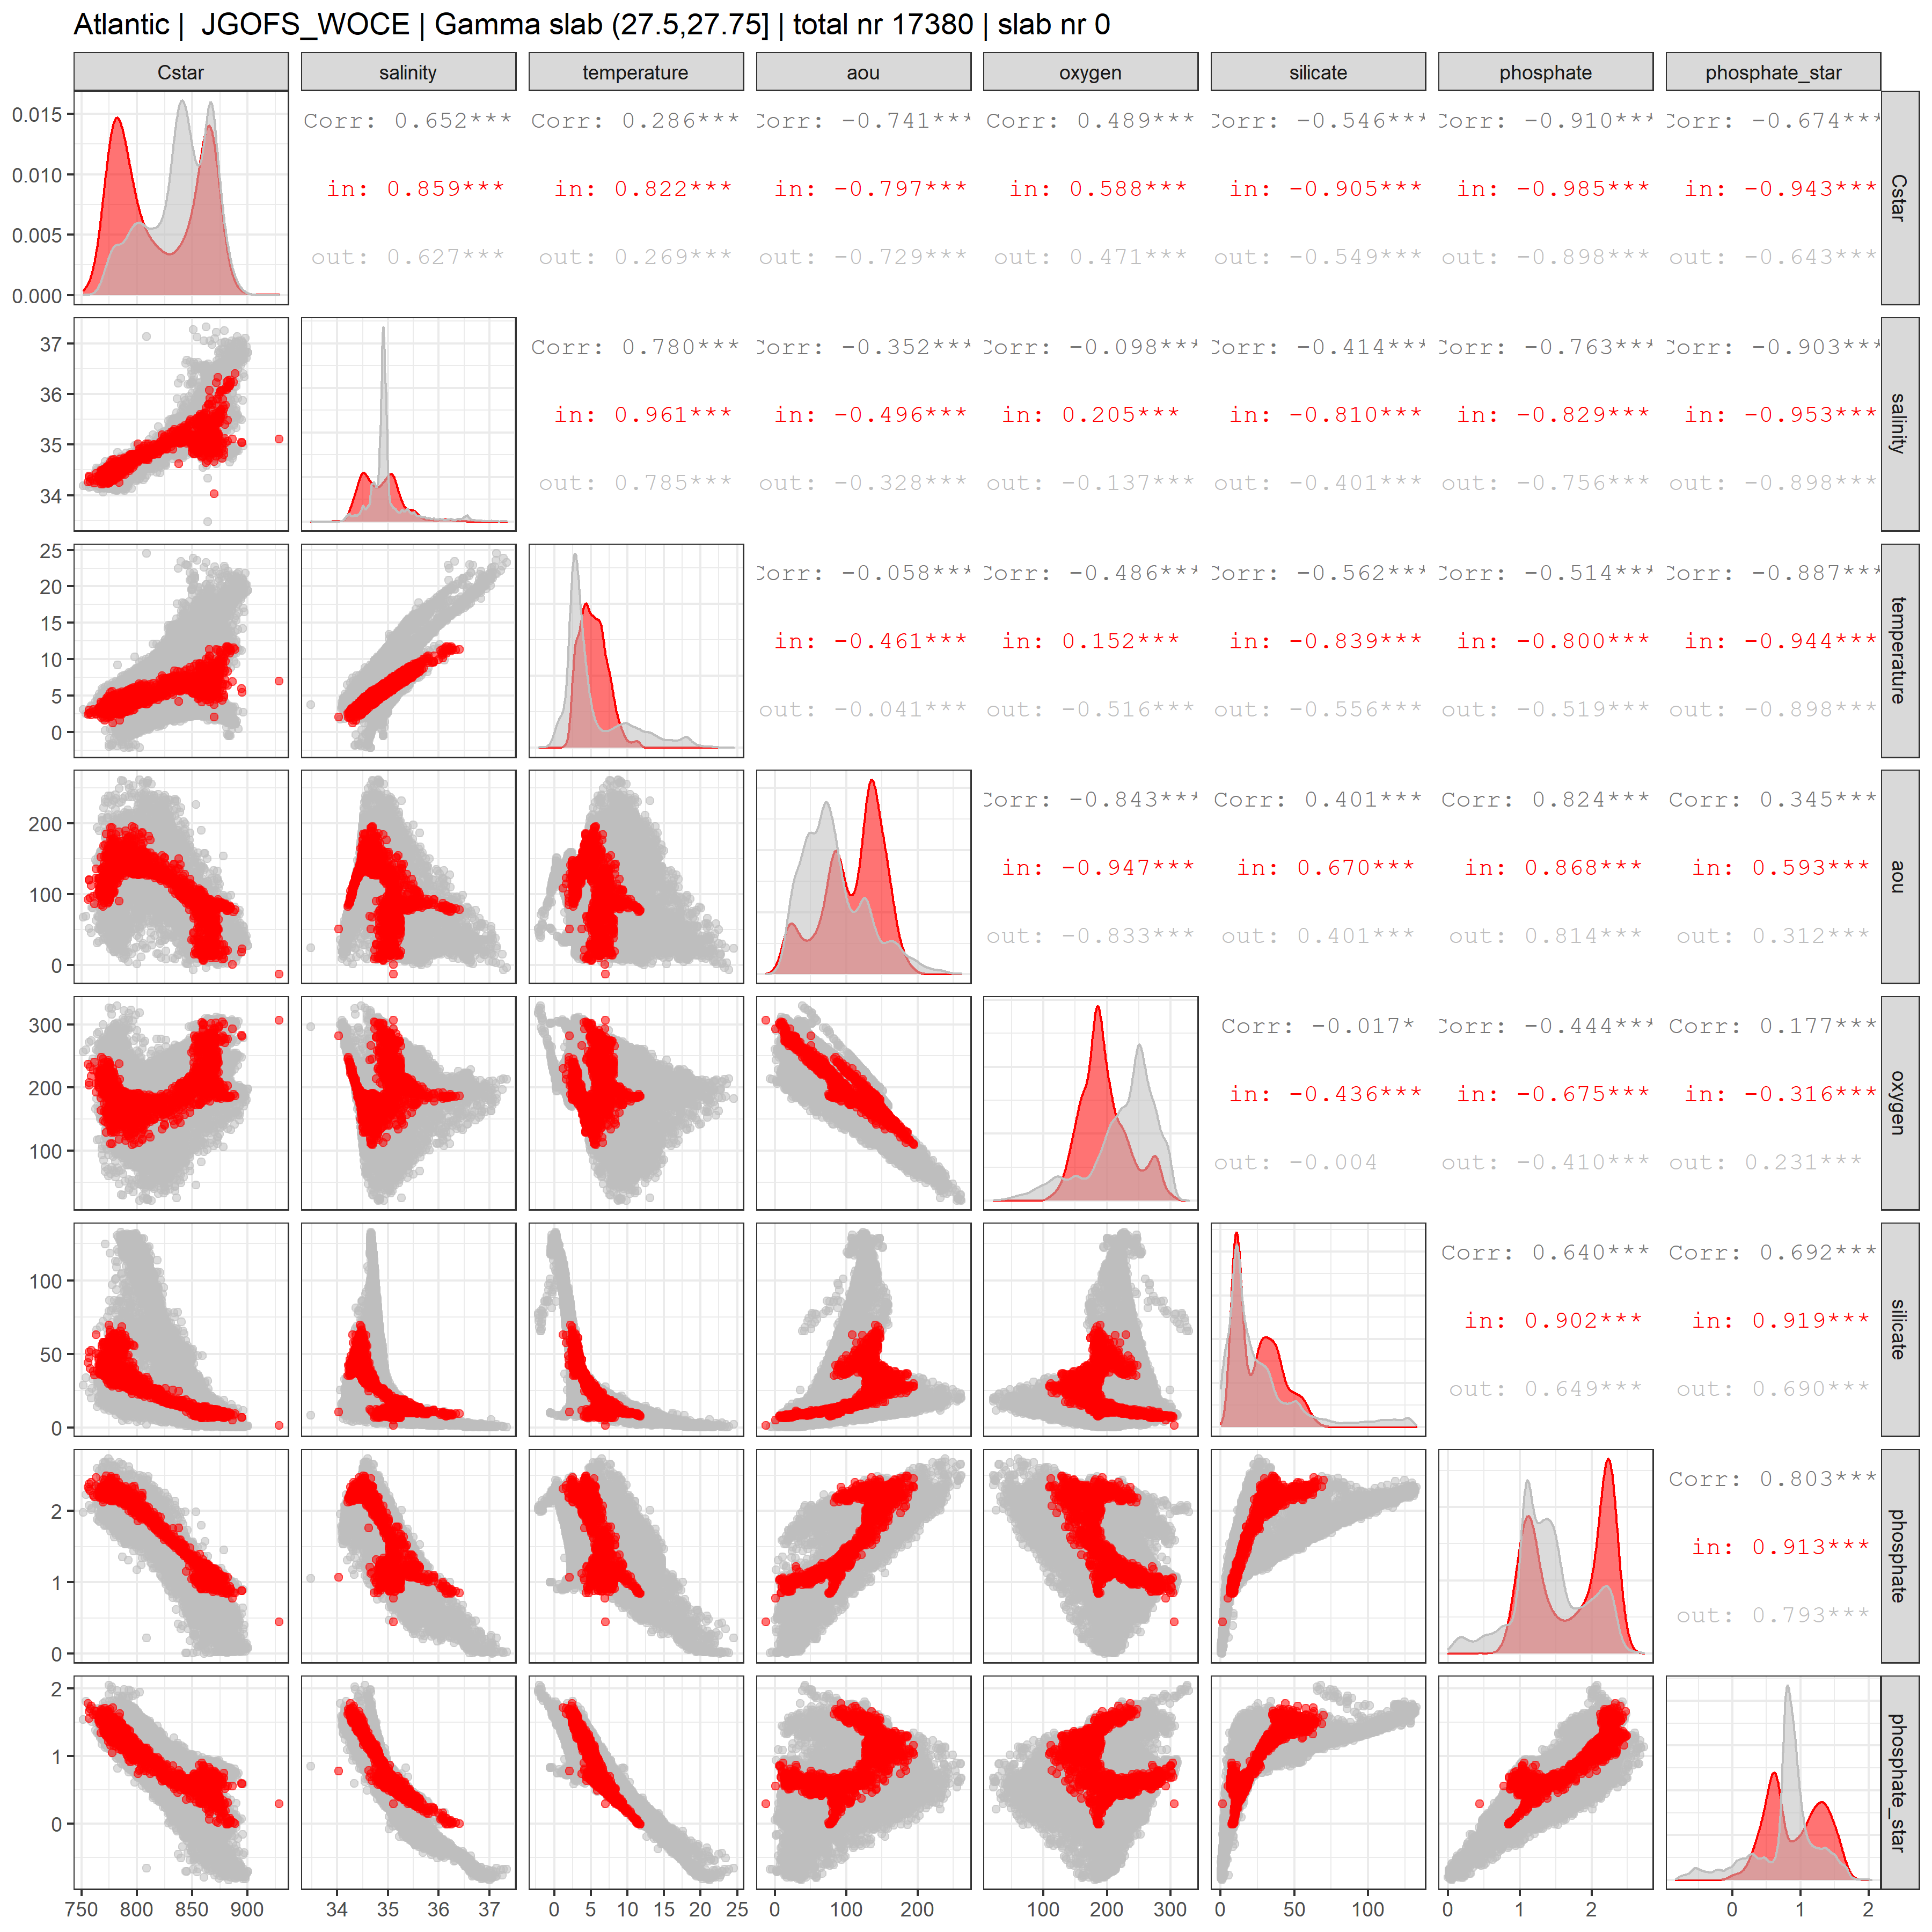 Atlantic |  JGOFS_WOCE | Gamma slab (27.5,27.75] | total nr 17380 | slab nr 0
Cstar salinity temperature aou oxygen silicate phosphate phosphate_star
0.015
0.010
0.005
0.000
Corr: 0.652*** Corr: 0.286*** Corr: -0.741*** Corr: 0.489*** Corr: -0.546*** Corr: -0.910*** Corr: -0.674***
in: 0.859*** in: 0.822*** in: -0.797*** in: 0.588*** in: -0.905*** in: -0.985*** in: -0.943***
out: 0.627*** out: 0.269*** out: -0.729*** out: 0.471*** out: -0.549*** out: -0.898*** out: -0.643***
Cstar
37
36
35
34
Corr: 0.780*** Corr: -0.352*** Corr: -0.098*** Corr: -0.414*** Corr: -0.763*** Corr: -0.903***
in: 0.961*** in: -0.496*** in: 0.205*** in: -0.810*** in: -0.829*** in: -0.953***
out: 0.785*** out: -0.328*** out: -0.137*** out: -0.401*** out: -0.756*** out: -0.898***
salinity
25
20
15
10
5
0
Corr: -0.058*** Corr: -0.486*** Corr: -0.562*** Corr: -0.514*** Corr: -0.887***
in: -0.461*** in: 0.152*** in: -0.839*** in: -0.800*** in: -0.944***
out: -0.041*** out: -0.516*** out: -0.556*** out: -0.519*** out: -0.898***
temperature
200
100
0
Corr: -0.843*** Corr: 0.401*** Corr: 0.824*** Corr: 0.345***
in: -0.947*** in: 0.670*** in: 0.868*** in: 0.593***
out: -0.833*** out: 0.401*** out: 0.814*** out: 0.312***
aou
300
200
100
Corr: -0.017* Corr: -0.444*** Corr: 0.177***
in: -0.436*** in: -0.675*** in: -0.316***
out: -0.004 out: -0.410*** out: 0.231***
oxygen
100
50
0
Corr: 0.640*** Corr: 0.692***
in: 0.902*** in: 0.919***
out: 0.649*** out: 0.690***
silicate
2
1
0
Corr: 0.803***
in: 0.913***
out: 0.793***
phosphate
2
1
0
phosphate_star
750 800 850 900 34 35 36 37 0 5 10 15 20 25 0 100 200 100 200 300 0 50 100 0 1 2 0 1 2